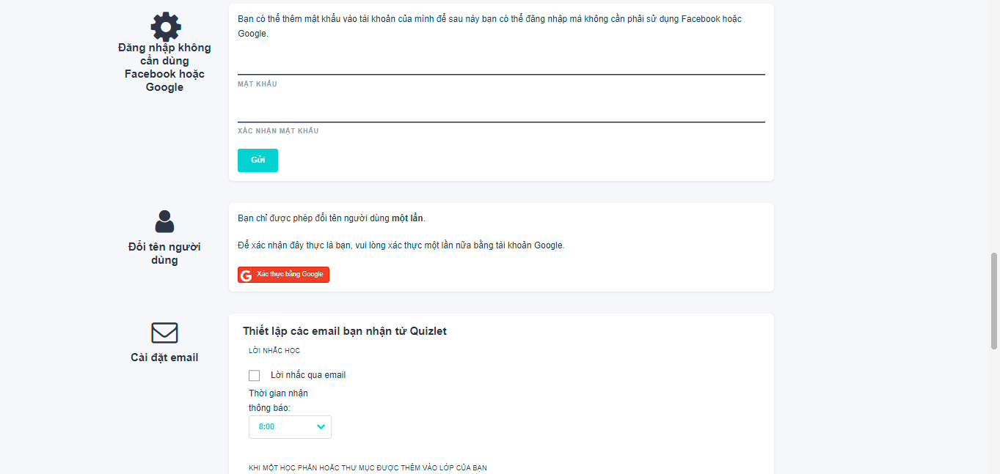 Đăng nhập không
cần dùng
Facebook hoặc
Google
Bạn có thể thêm mật khẩu vào tài khoản của mình để sau này bạn có thể đăng nhập mà không cần phải sử dụng Facebook hoặc
Google.
MẬT KHẨU
XÁC NHẬN MẬT KHẨU
Gửi
Đổi tên người
dùng
Bạn chỉ được phép đổi tên người dùng một lần.
Để xác nhận đây thực là bạn, vui lòng xác thực một lần nữa bằng tài khoản Google.
G Xác thực bằng Google
Cài đặt email
Thiết lập các email bạn nhận từ Quizlet
LỜI NHẮC HỌC
Lời nhắc qua email
Thời gian nhận
thông báo:
8:00
KHI MỘT HỌC PHẦN HOẶC THƯ MỤC ĐƯỢC THÊM VÀO LỚP CỦA BẠN